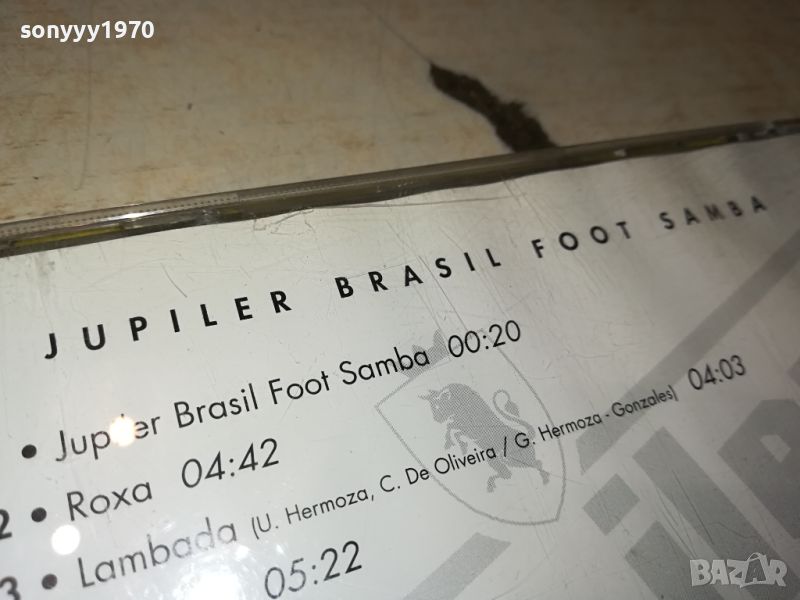 sonyyy1970
JUPILER BRASIL FOOT SAMBA
• Jupiler Brasil Foot Samba 00:20
2 • Roxa 04:42
3 • Lambada (U. Hermoza, C. De Oliveira / G. Hermoza - Gonzales) 04:03
05:22
BAZAR